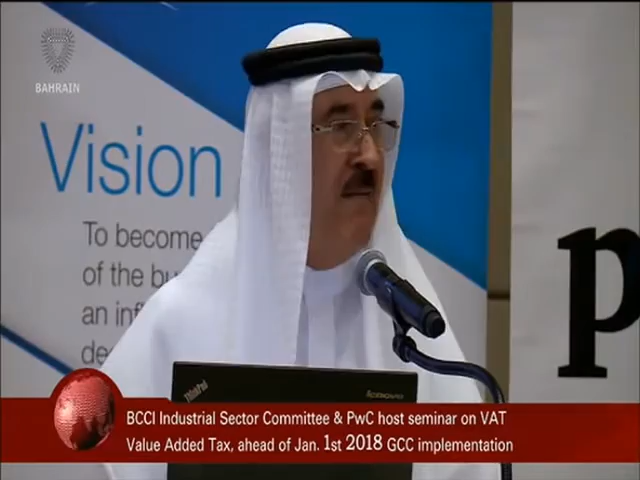 BAHRAIN
Vision
To become
of the bu
an inf
de
p
ThinkPad
lenovo
BCCI Industrial Sector Committee & PwC host seminar on VAT
Value Added Tax, ahead of Jan. 1st 2018 GCC implementation